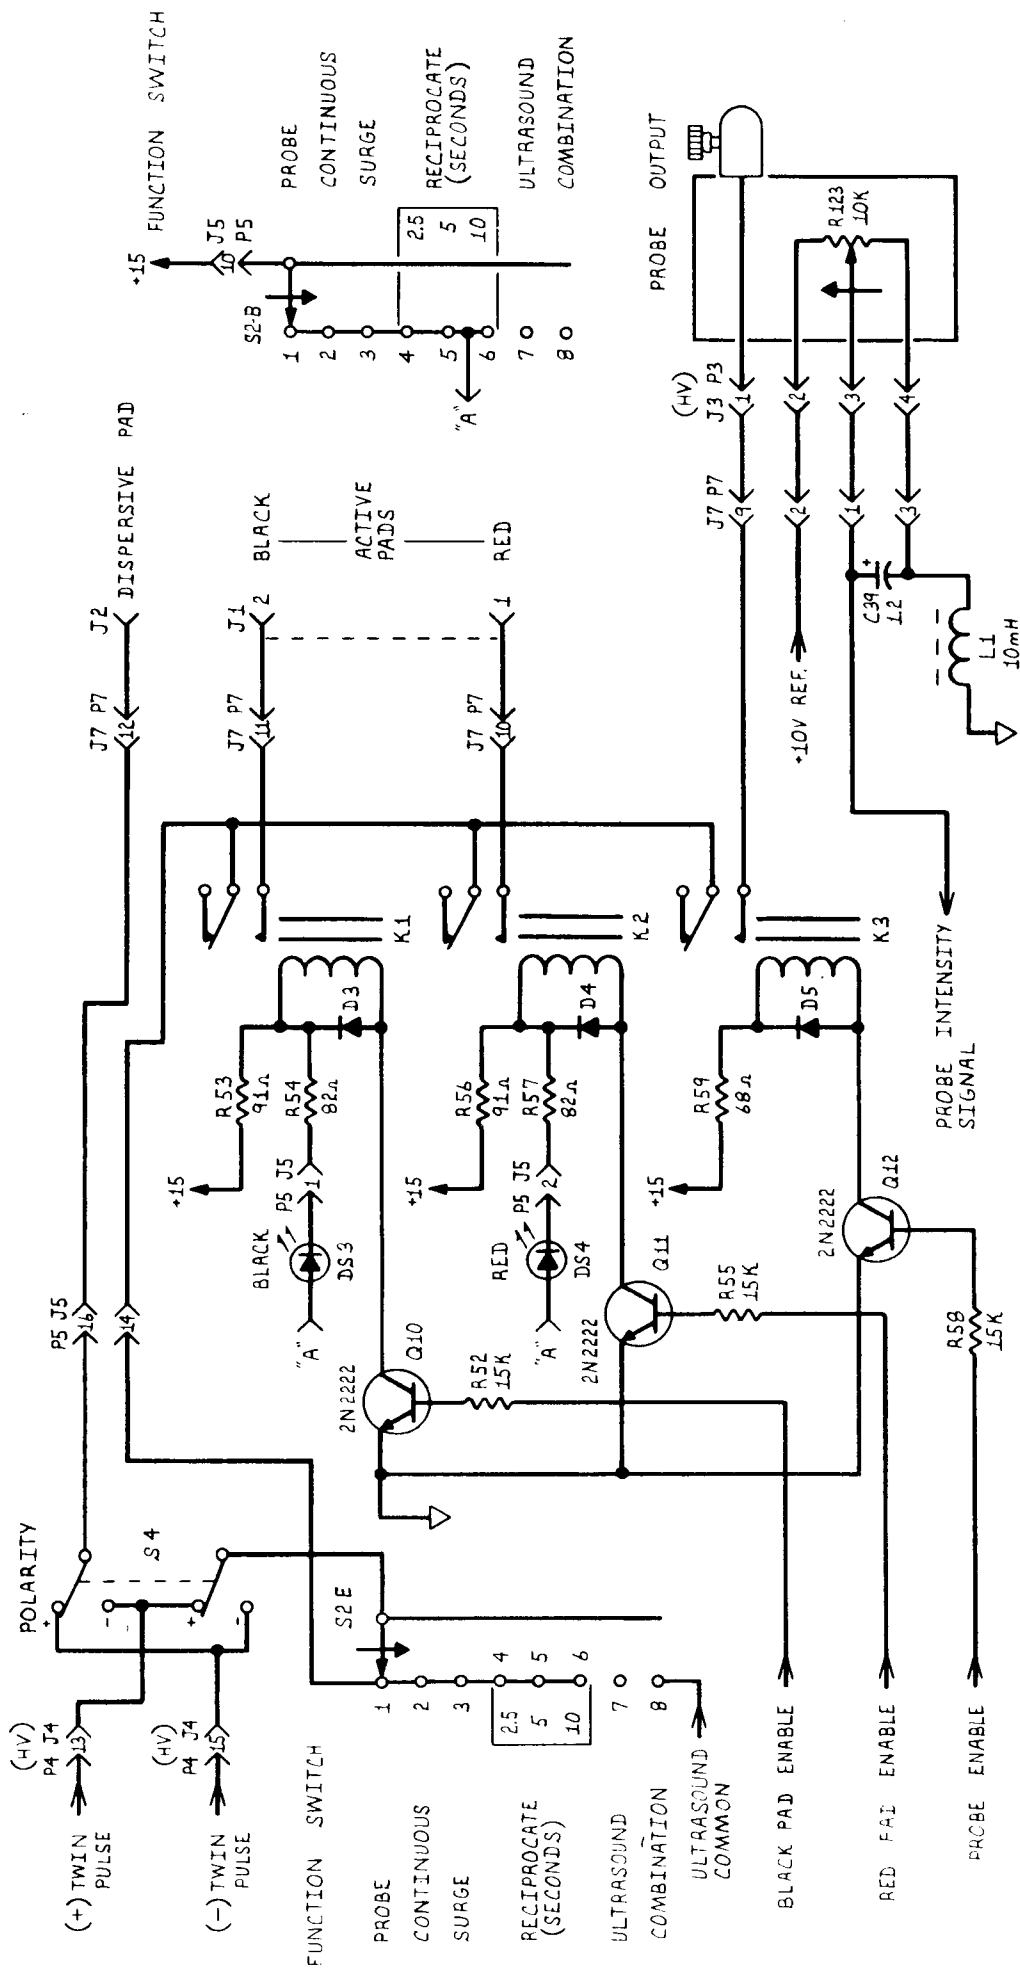 POLARITY
S4
+
-
+
-
(HV)
P4 J4
13
(+) TWIN
PULSE
(HV)
P4 J4
15
(-) TWIN
PULSE
P5 J5
16
14
J7 P7
12
J2
DISPERSIVE PAD
FUNCTION SWITCH
PROBE
CONTINUOUS
SURGE
RECIPROCATE
(SECONDS)
ULTRASOUND
COMBINATION
S2E
1
2
3
4
5
6
7
8
2.5
5
10
ULTRASOUND
COMMON
BLACK PAD ENABLE
RED PAD ENABLE
PROBE ENABLE
+15
R53
91Ω
R54
82Ω
P5 J5
1
BLACK
DS3
"A"
D3
K1
2N2222
Q10
R52
15K
+15
R56
91Ω
R57
82Ω
P5 J5
2
RED
DS4
"A"
D4
K2
2N2222
Q11
R55
15K
+15
R59
68Ω
D5
K3
2N2222
Q12
R58
15K
J7 P7
11
J1
2
BLACK
ACTIVE
PADS
J7 P7
10
1
RED
FUNCTION SWITCH
+15
J5
10
P5
S2-B
1
2
3
4
5
6
7
8
"A"
PROBE
CONTINUOUS
SURGE
2.5
5
10
RECIPROCATE
(SECONDS)
ULTRASOUND
COMBINATION
PROBE OUTPUT
R123
10K
(HV)
J3 P3
1
2
3
4
J7 P7
9
2
1
3
+10V REF.
C39
1.2
+
L1
10mH
PROBE INTENSITY
SIGNAL